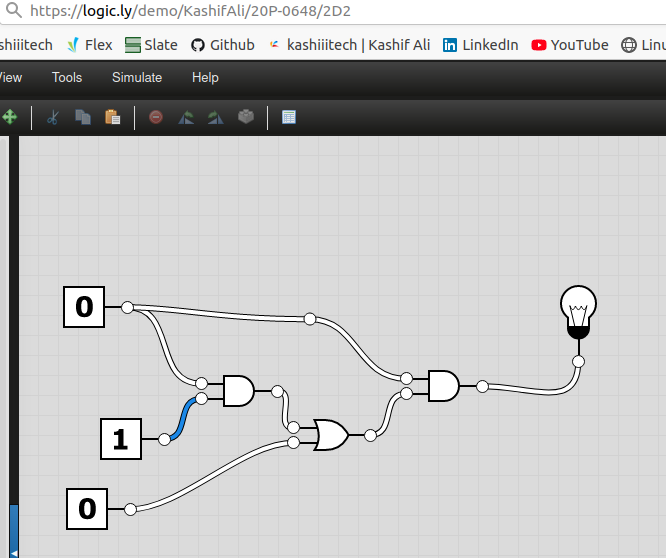 https://logic.ly/demo/KashifAli/20P-0648/2D2
shiiitech Flex Slate Github kashiiitech | Kashif Ali LinkedIn YouTube Linu
View Tools Simulate Help
0
1
0